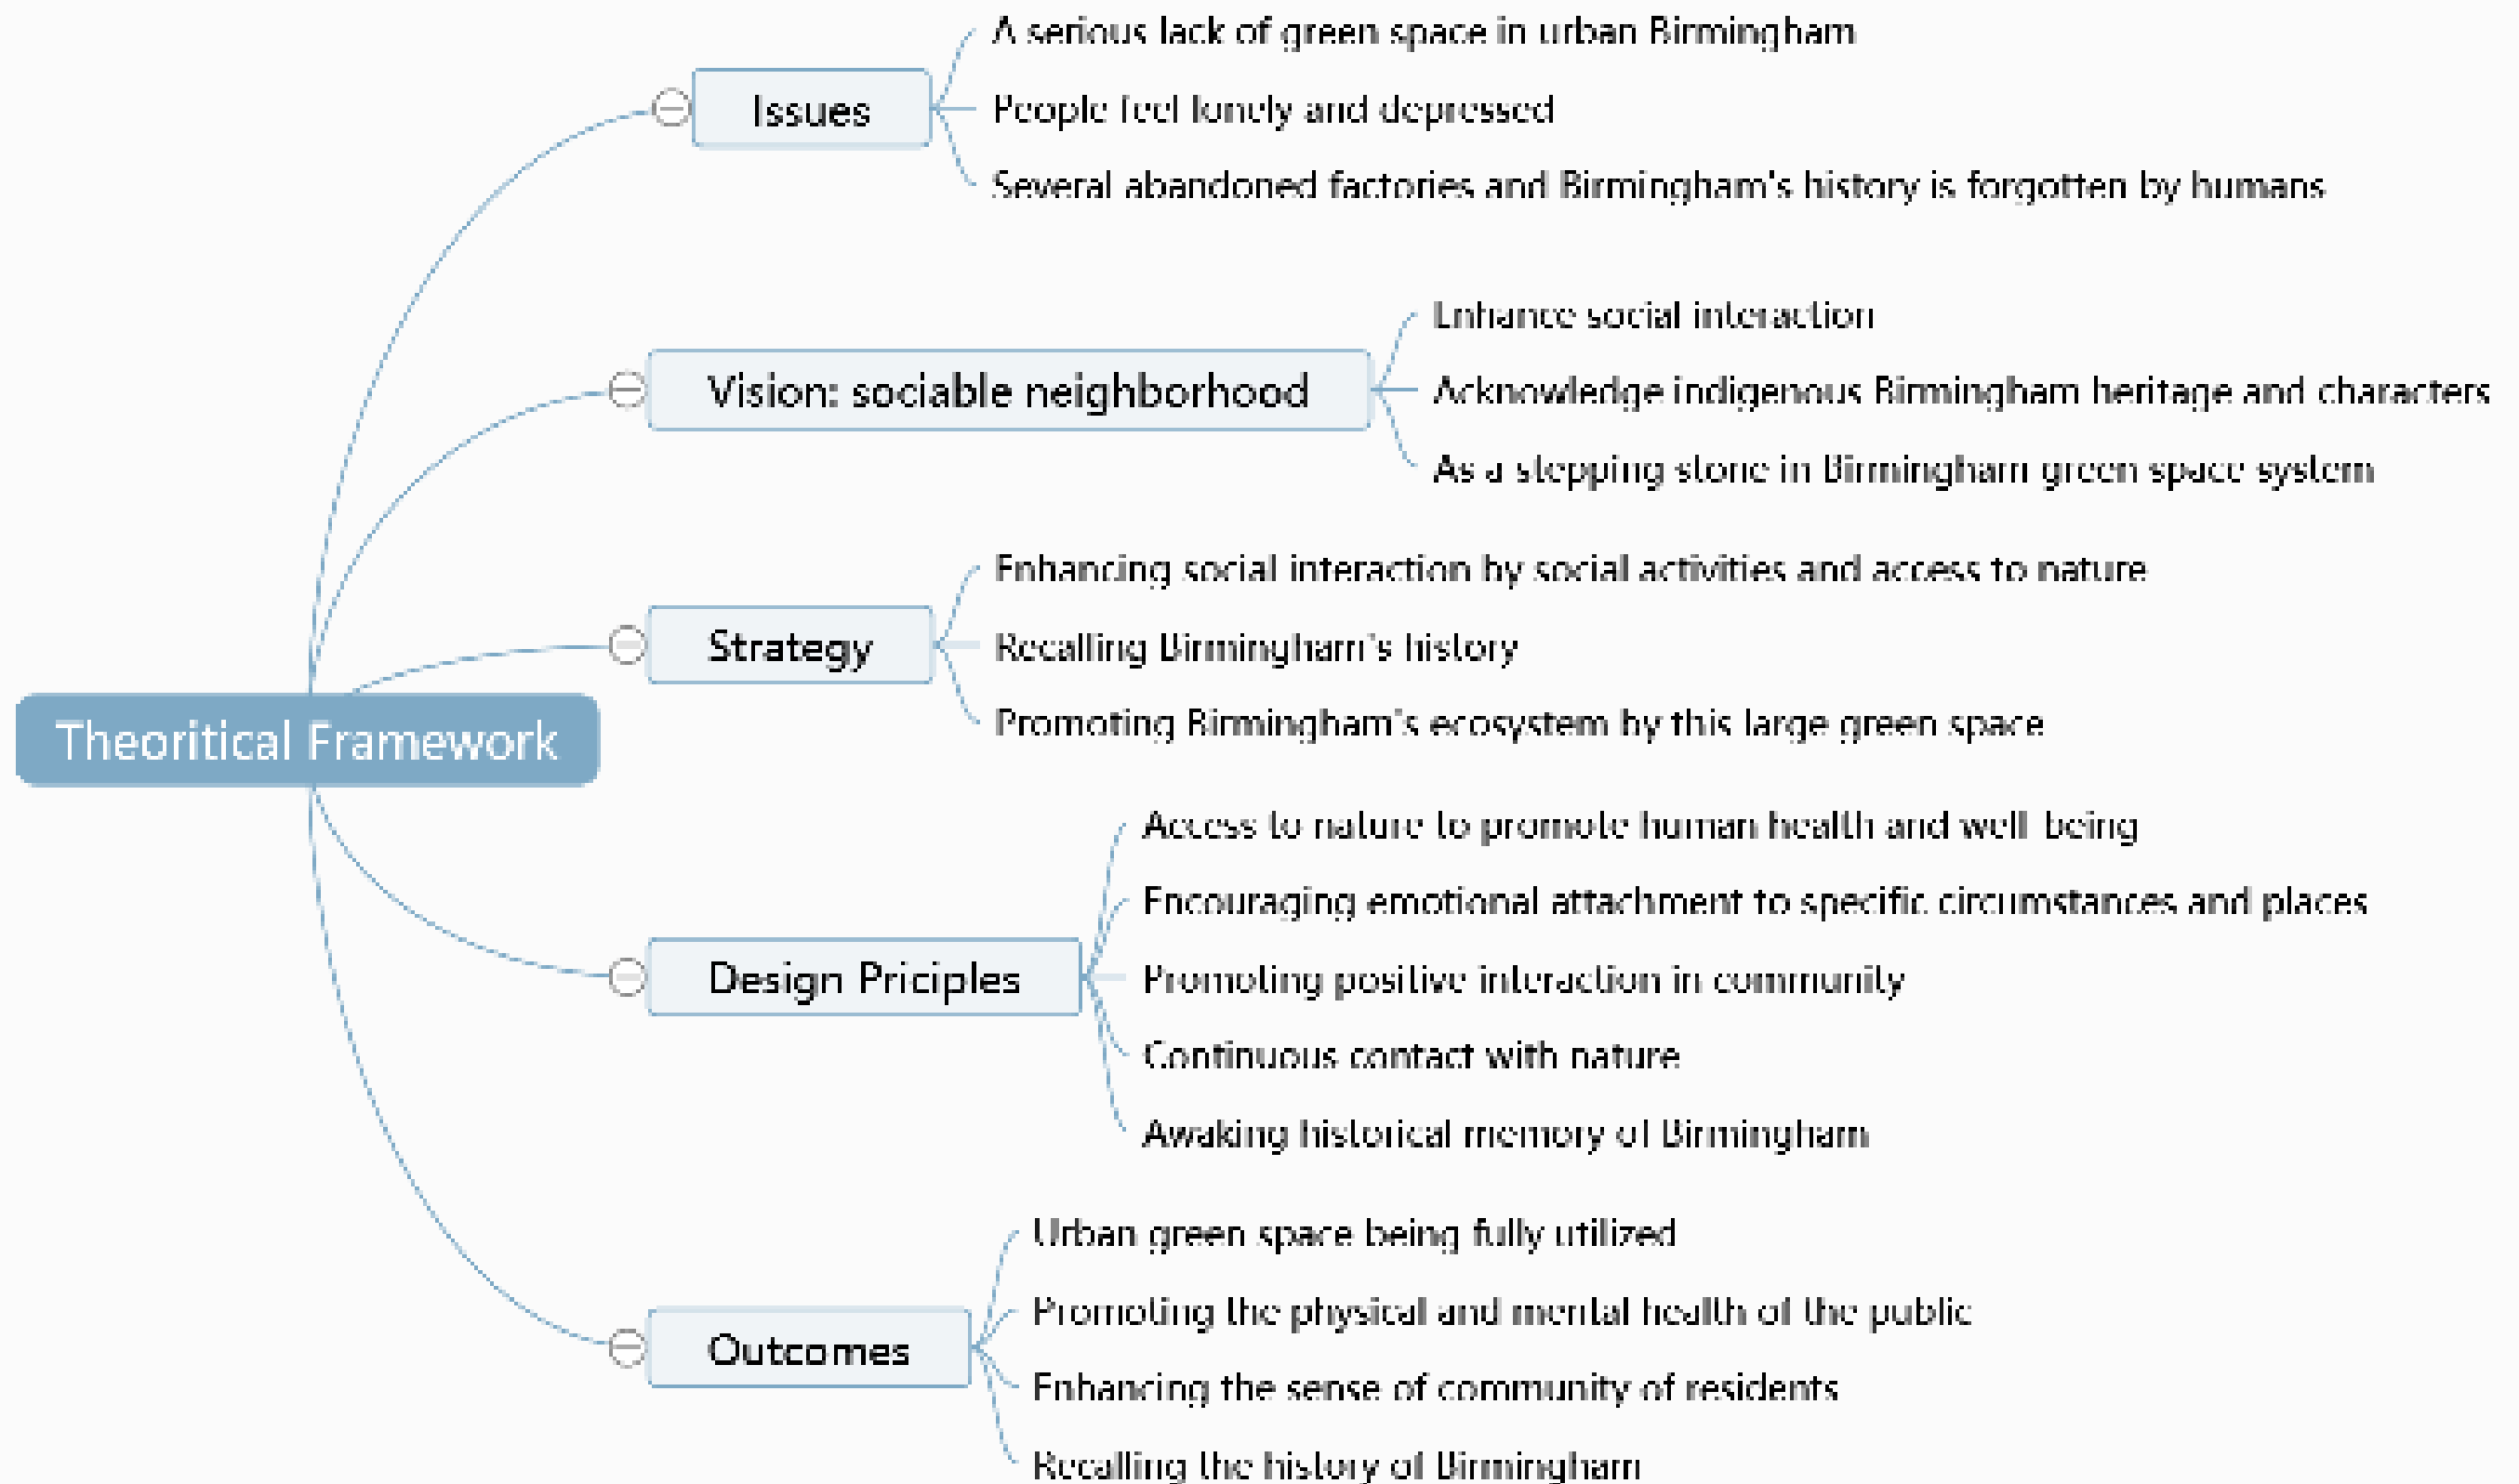 A serious lack of green space in urban Birmingham
Issues
People feel lonely and depressed
Several abandoned factories and Birmingham's history is forgotten by humans
Enhance social interaction
Vision: sociable neighborhood
Acknowledge indigenous Birmingham heritage and characters
As a stepping stone in Birmingham green space system
Enhancing social interaction by social activities and access to nature
Strategy
Recalling Birmingham's history
Promoting Birmingham's ecosystem by this large green space
Theoritical Framework
Access to nature to promote human health and well-being
Encouraging emotional attachment to specific circumstances and places
Design Priciples
Promoting positive interaction in community
Continuous contact with nature
Awaking historical memory of Birmingham
Urban green space being fully utilized
Promoting the physical and mental health of the public
Outcomes
Enhancing the sense of community of residents
Recalling the history of Birmingham